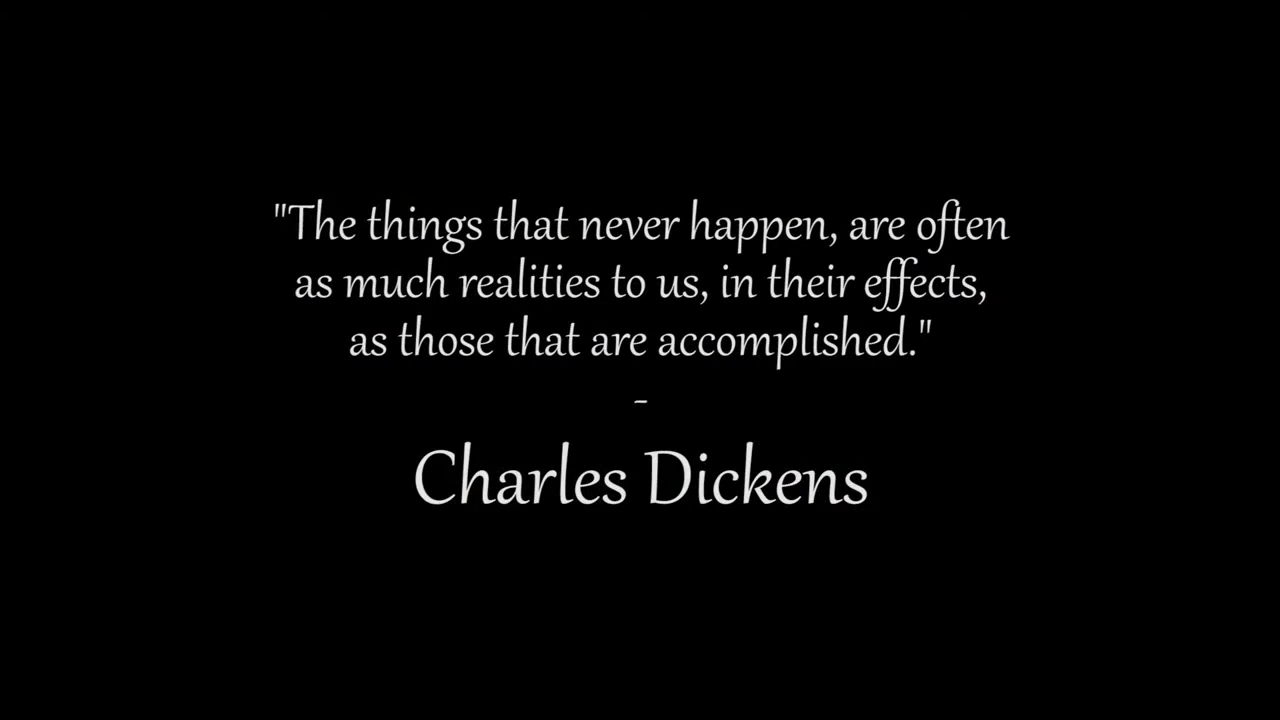 "The things that never happen, are often
as much realities to us, in their effects,
as those that are accomplished."
-
Charles Dickens